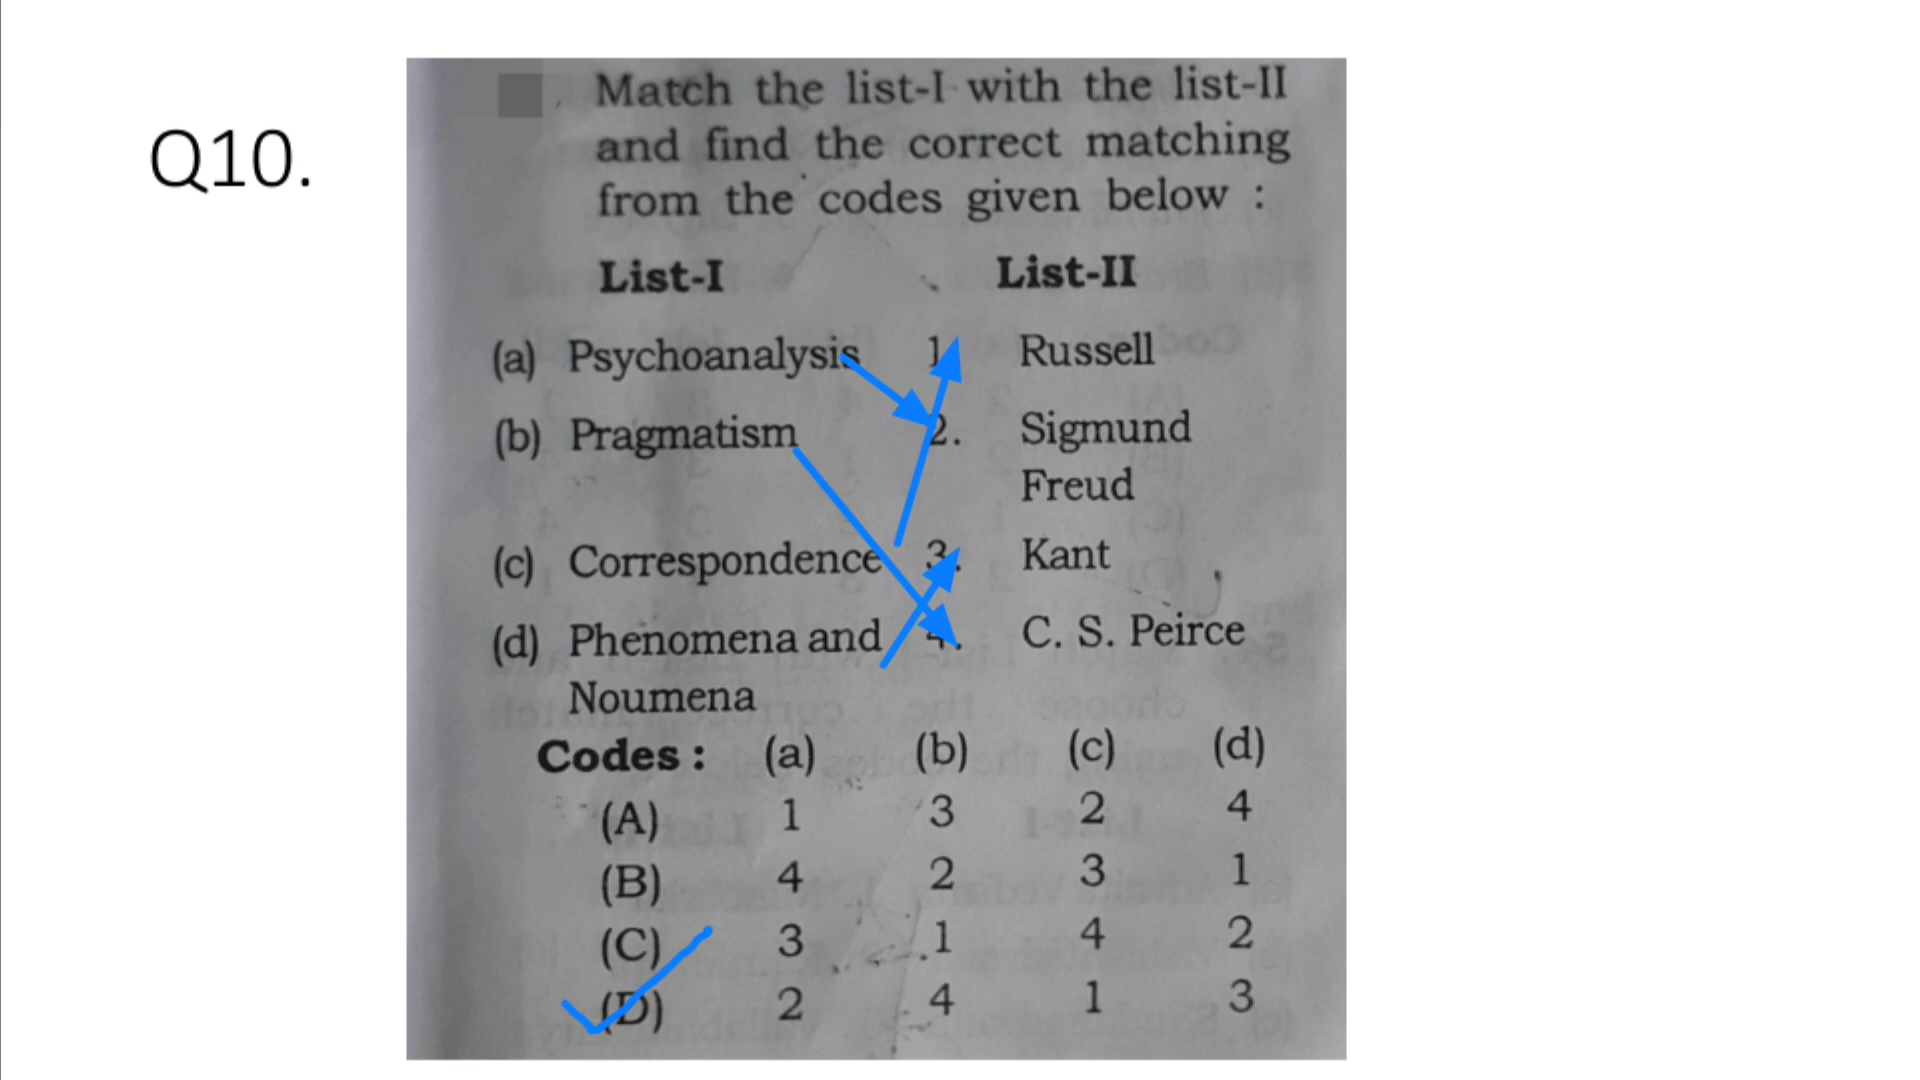 Q10.
Match the list-I with the list-II
and find the correct matching
from the codes given below :
List-I List-II
(a) Psychoanalysis 1. Russell
(b) Pragmatism 2. Sigmund
Freud
(c) Correspondence 3. Kant
(d) Phenomena and 4. C. S. Peirce
Noumena
Codes : (a) (b) (c) (d)
(A) 1 3 2 4
(B) 4 2 3 1
(C) 3 1 4 2
(D) 2 4 1 3